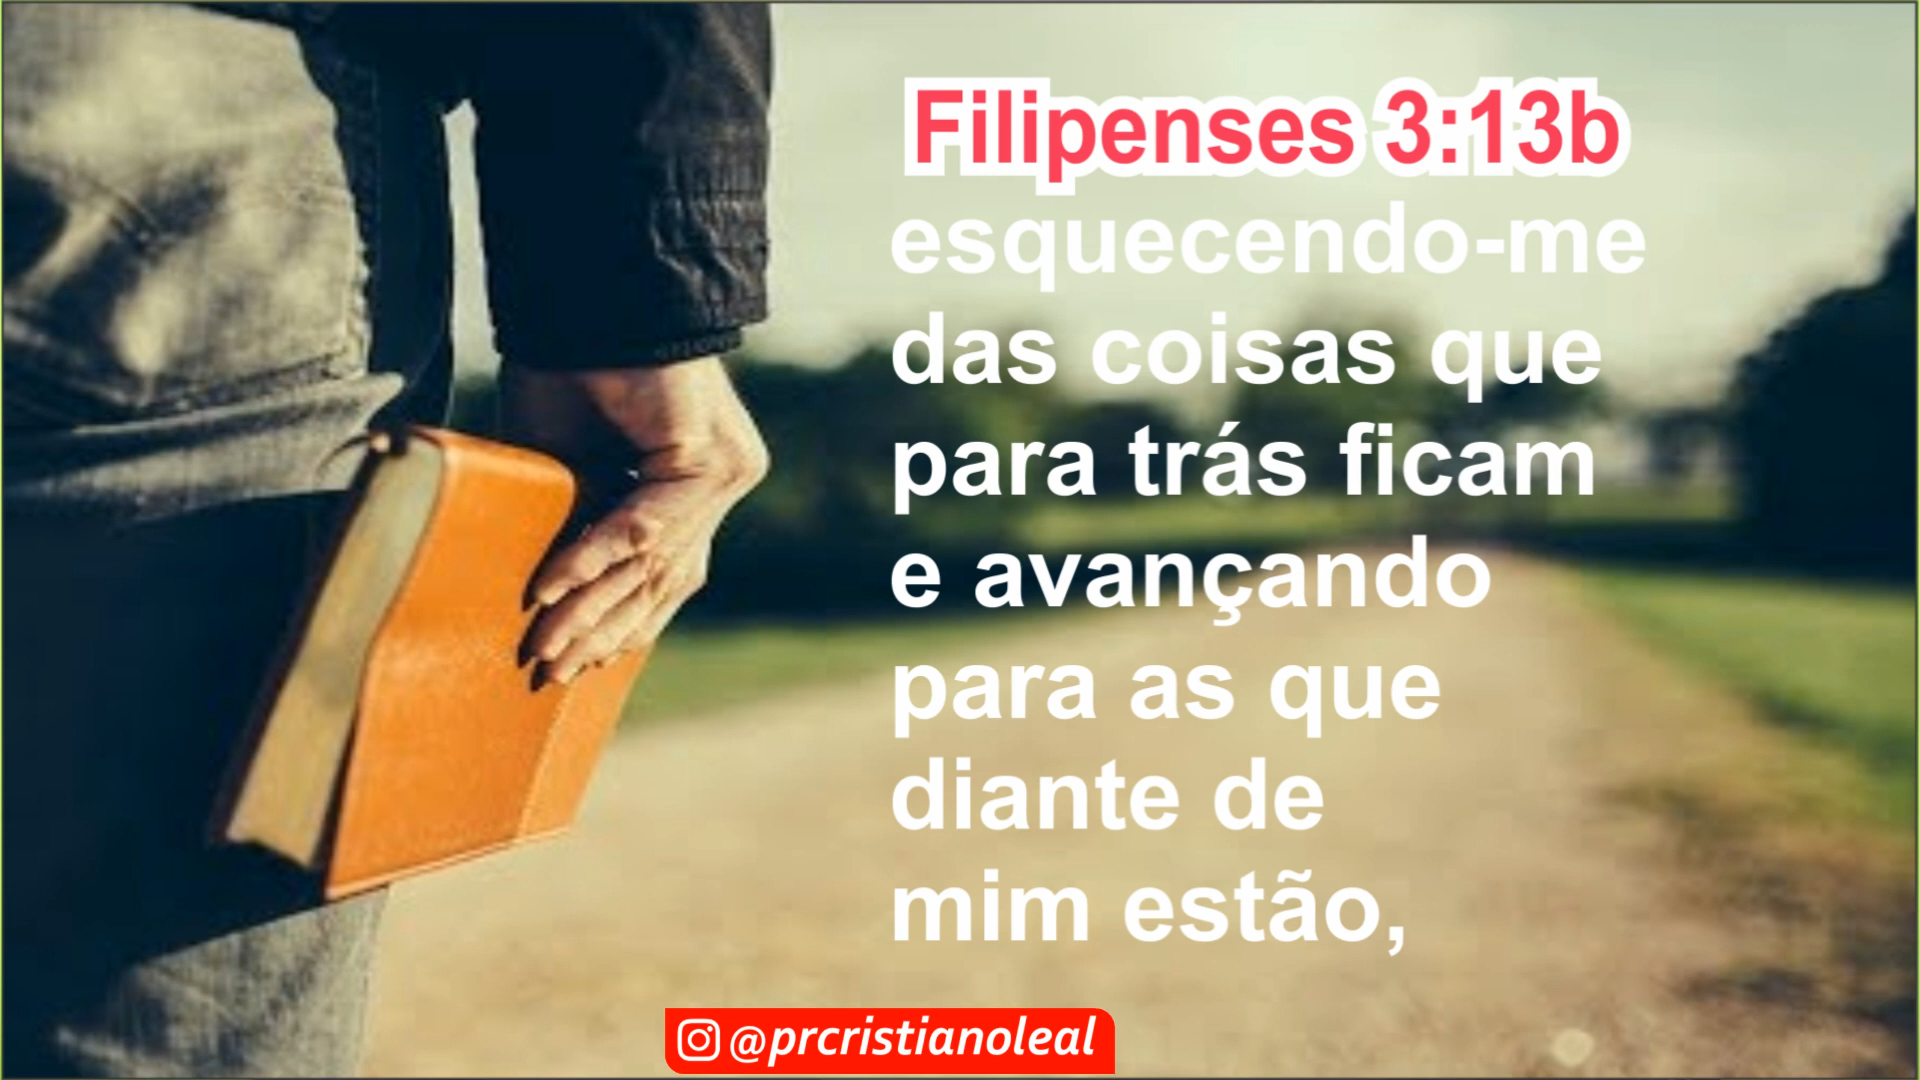 Filipenses 3:13b
esquecendo-me
das coisas que
para trás ficam
e avançando
para as que
diante de
mim estão,
@prcristianoleal